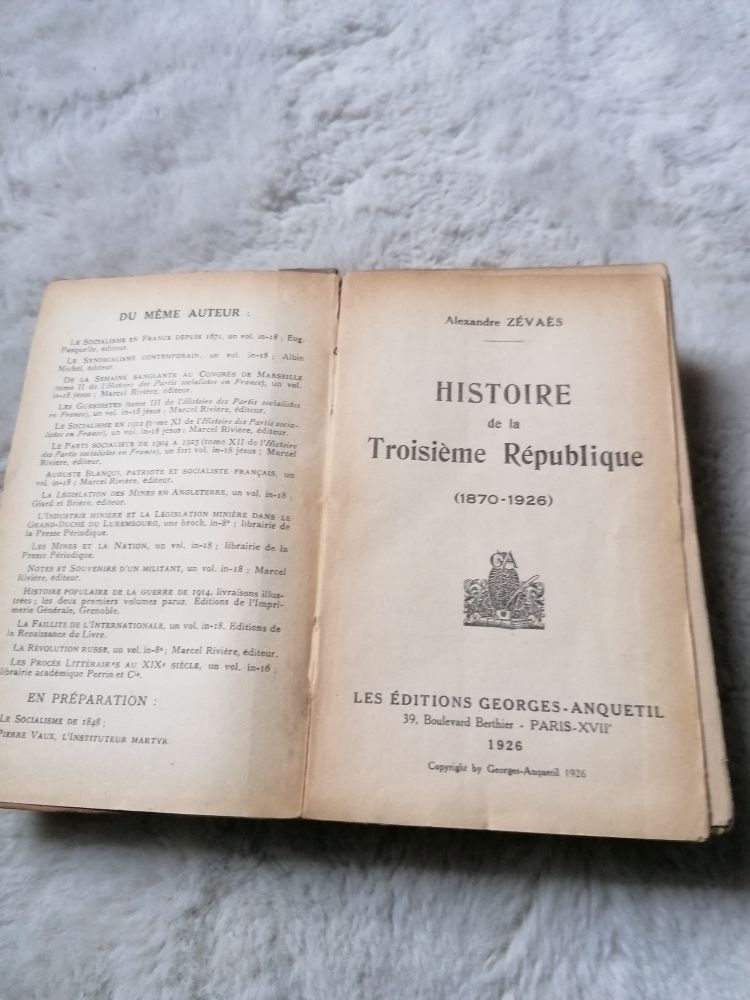 DU MÊME AUTEUR :
LE SOCIALISME EN FRANCE DEPUIS 1871, un vol. in-18 ; Eug.
Fasquelle, éditeur.
LE SYNDICALISME CONTEMPORAIN, un vol. in-18 ; Albin
Michel, éditeur.
DE LA SEMAINE SANGLANTE AU CONGRÈS DE MARSEILLE
(tome II de l'Histoire des Partis socialistes en France), un vol.
in-18 jésus ; Marcel Rivière, éditeur.
LES GUESDISTES (tome III de l'Histoire des Partis socialistes
en France), un vol. in-18 jésus ; Marcel Rivière, éditeur.
LE SOCIALISME EN 1912 (tome XI de l'Histoire des Partis socia-
listes en France), un vol. in-18 jésus ; Marcel Rivière, éditeur.
LE PARTI SOCIALISTE DE 1904 A 1923 (tome XII de l'Histoire
des Partis socialistes en France), un fort vol. in-18 jésus ; Marcel
Rivière, éditeur.
AUGUSTE BLANQUI, PATRIOTE ET SOCIALISTE FRANÇAIS, un
vol. in-18 ; Marcel Rivière, éditeur.
LA LÉGISLATION DES MINES EN ANGLETERRE, un vol. in-18 ;
Giard et Brière, éditeur.
L'INDUSTRIE MINIÈRE ET LA LÉGISLATION MINIÈRE DANS LE
GRAND-DUCHÉ DU LUXEMBOURG, une broch. in-8° ; librairie de
la Presse Périodique.
LES MINES ET LA NATION, un vol. in-18 ; librairie de la
Presse Périodique.
NOTES ET SOUVENIRS D'UN MILITANT, un vol. in-18 ; Marcel
Rivière, éditeur.
HISTOIRE POPULAIRE DE LA GUERRE DE 1914, livraisons illus-
trées ; les deux premiers volumes parus. Editions de l'Impri-
merie Générale, Grenoble.
LA FAILLITE DE L'INTERNATIONALE, un vol. in-18. Editions de
la Renaissance du Livre.
LA RÉVOLUTION RUSSE, un vol. in-8° ; Marcel Rivière, éditeur.
LES PROCÈS LITTÉRAIRES AU XIXe SIÈCLE, un vol. in-16 ;
librairie académique Perrin et Cie.
EN PRÉPARATION :
LE SOCIALISME DE 1848 ;
PIERRE VAUX, L'INSTITUTEUR MARTYR.
Alexandre ZÉVAÈS
HISTOIRE
de la
Troisième République
(1870-1926)
GA
LES ÉDITIONS GEORGES-ANQUETIL
39, Boulevard Berthier - PARIS-XVIIe
1926
Copyright by Georges-Anquetil 1926